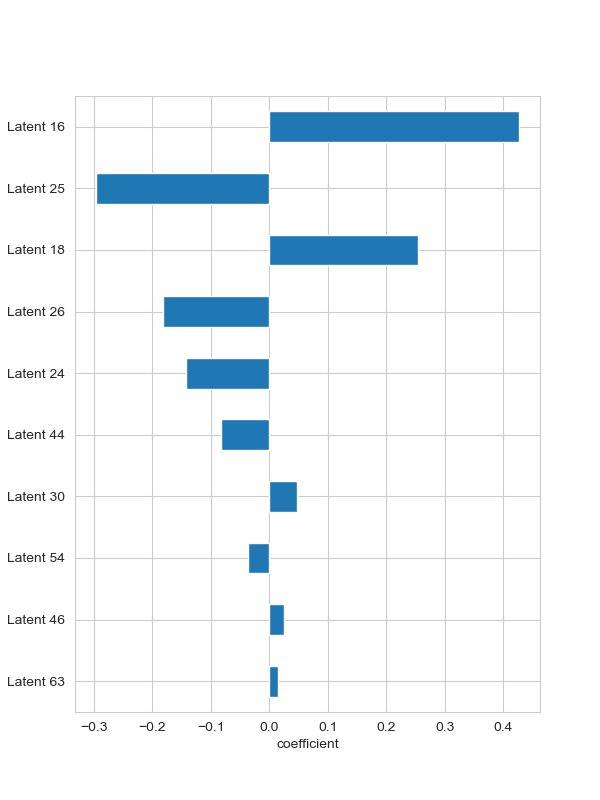 Latent 16
Latent 25
Latent 18
Latent 26
Latent 24
Latent 44
Latent 30
Latent 54
Latent 46
Latent 63
−0.3 −0.2 −0.1 0.0 0.1 0.2 0.3 0.4
coefficient